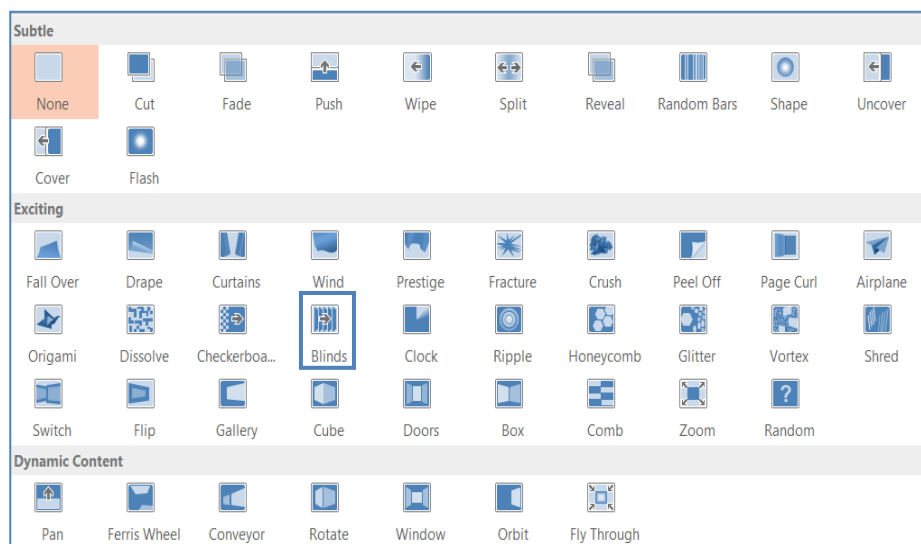 Subtle
None Cut Fade Push Wipe Split Reveal Random Bars Shape Uncover
Cover Flash
Exciting
Fall Over Drape Curtains Wind Prestige Fracture Crush Peel Off Page Curl Airplane
Origami Dissolve Checkerboa... Blinds Clock Ripple Honeycomb Glitter Vortex Shred
Switch Flip Gallery Cube Doors Box Comb Zoom ? Random
Dynamic Content
Pan Ferris Wheel Conveyor Rotate Window Orbit Fly Through